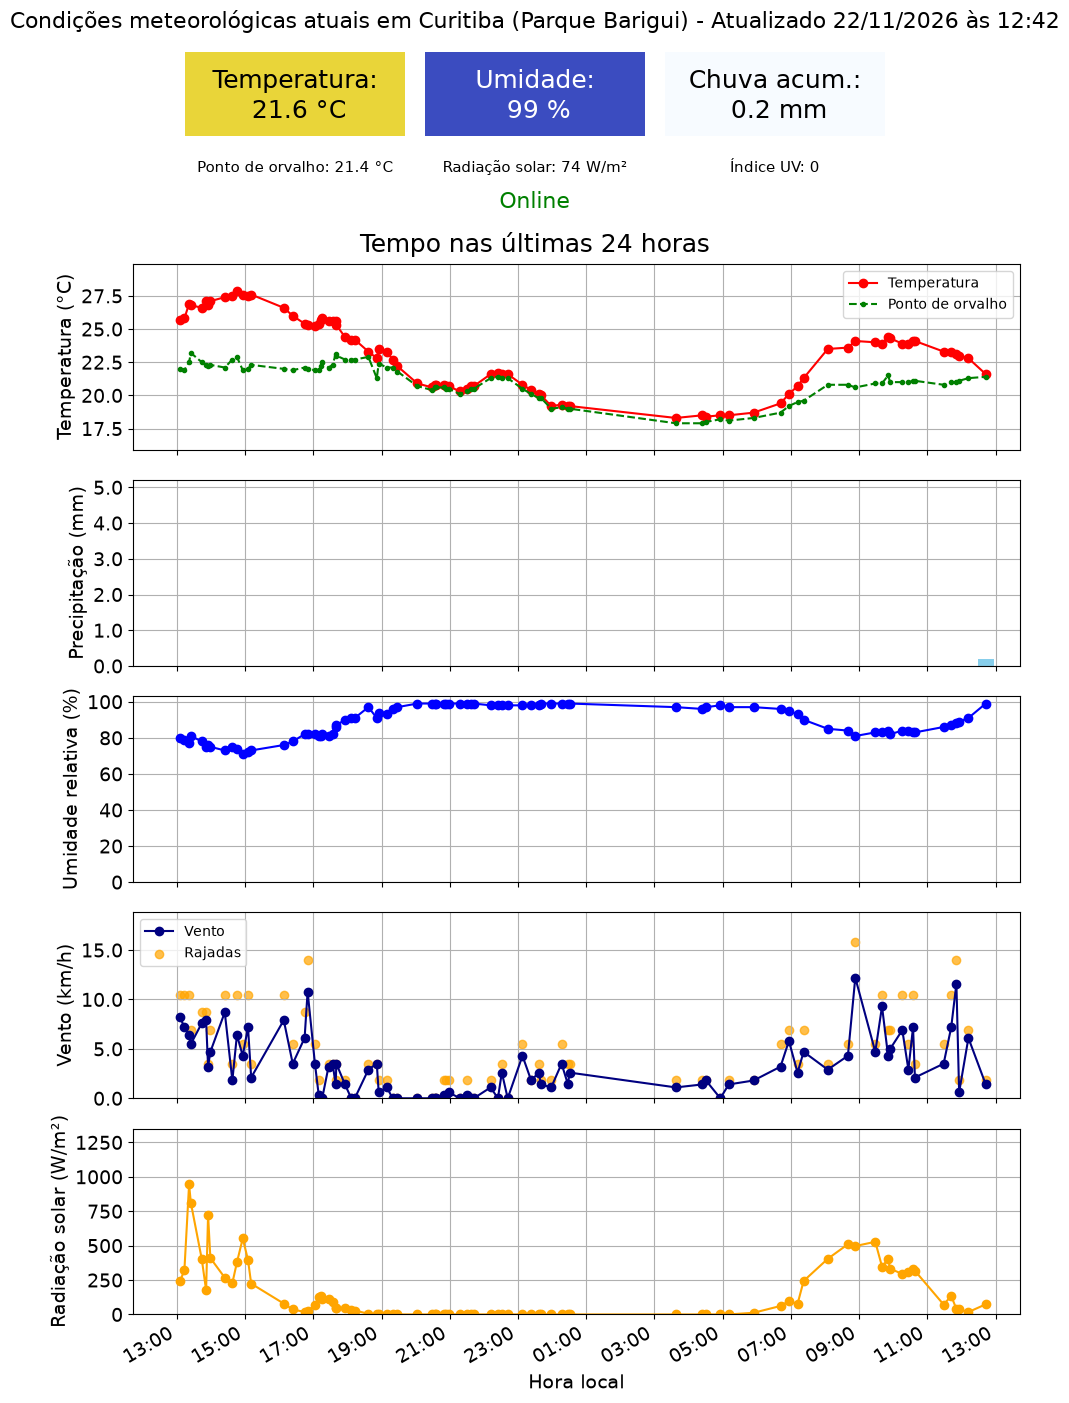 Condições meteorológicas atuais em Curitiba (Parque Barigui) - Atualizado 22/11/2026 às 12:42
Temperatura:
21.6 °C
Umidade:
99 %
Chuva acum.:
0.2 mm
Ponto de orvalho: 21.4 °C
Radiação solar: 74 W/m²
Índice UV: 0
Online
Tempo nas últimas 24 horas
Temperatura (°C)
27.5
25.0
22.5
20.0
17.5
Temperatura
Ponto de orvalho
Precipitação (mm)
5.0
4.0
3.0
2.0
1.0
0.0
Umidade relativa (%)
100
80
60
40
20
0
Vento (km/h)
15.0
10.0
5.0
0.0
Vento
Rajadas
Radiação solar (W/m²)
1250
1000
750
500
250
0
13:00
15:00
17:00
19:00
21:00
23:00
01:00
03:00
05:00
07:00
09:00
11:00
13:00
Hora local